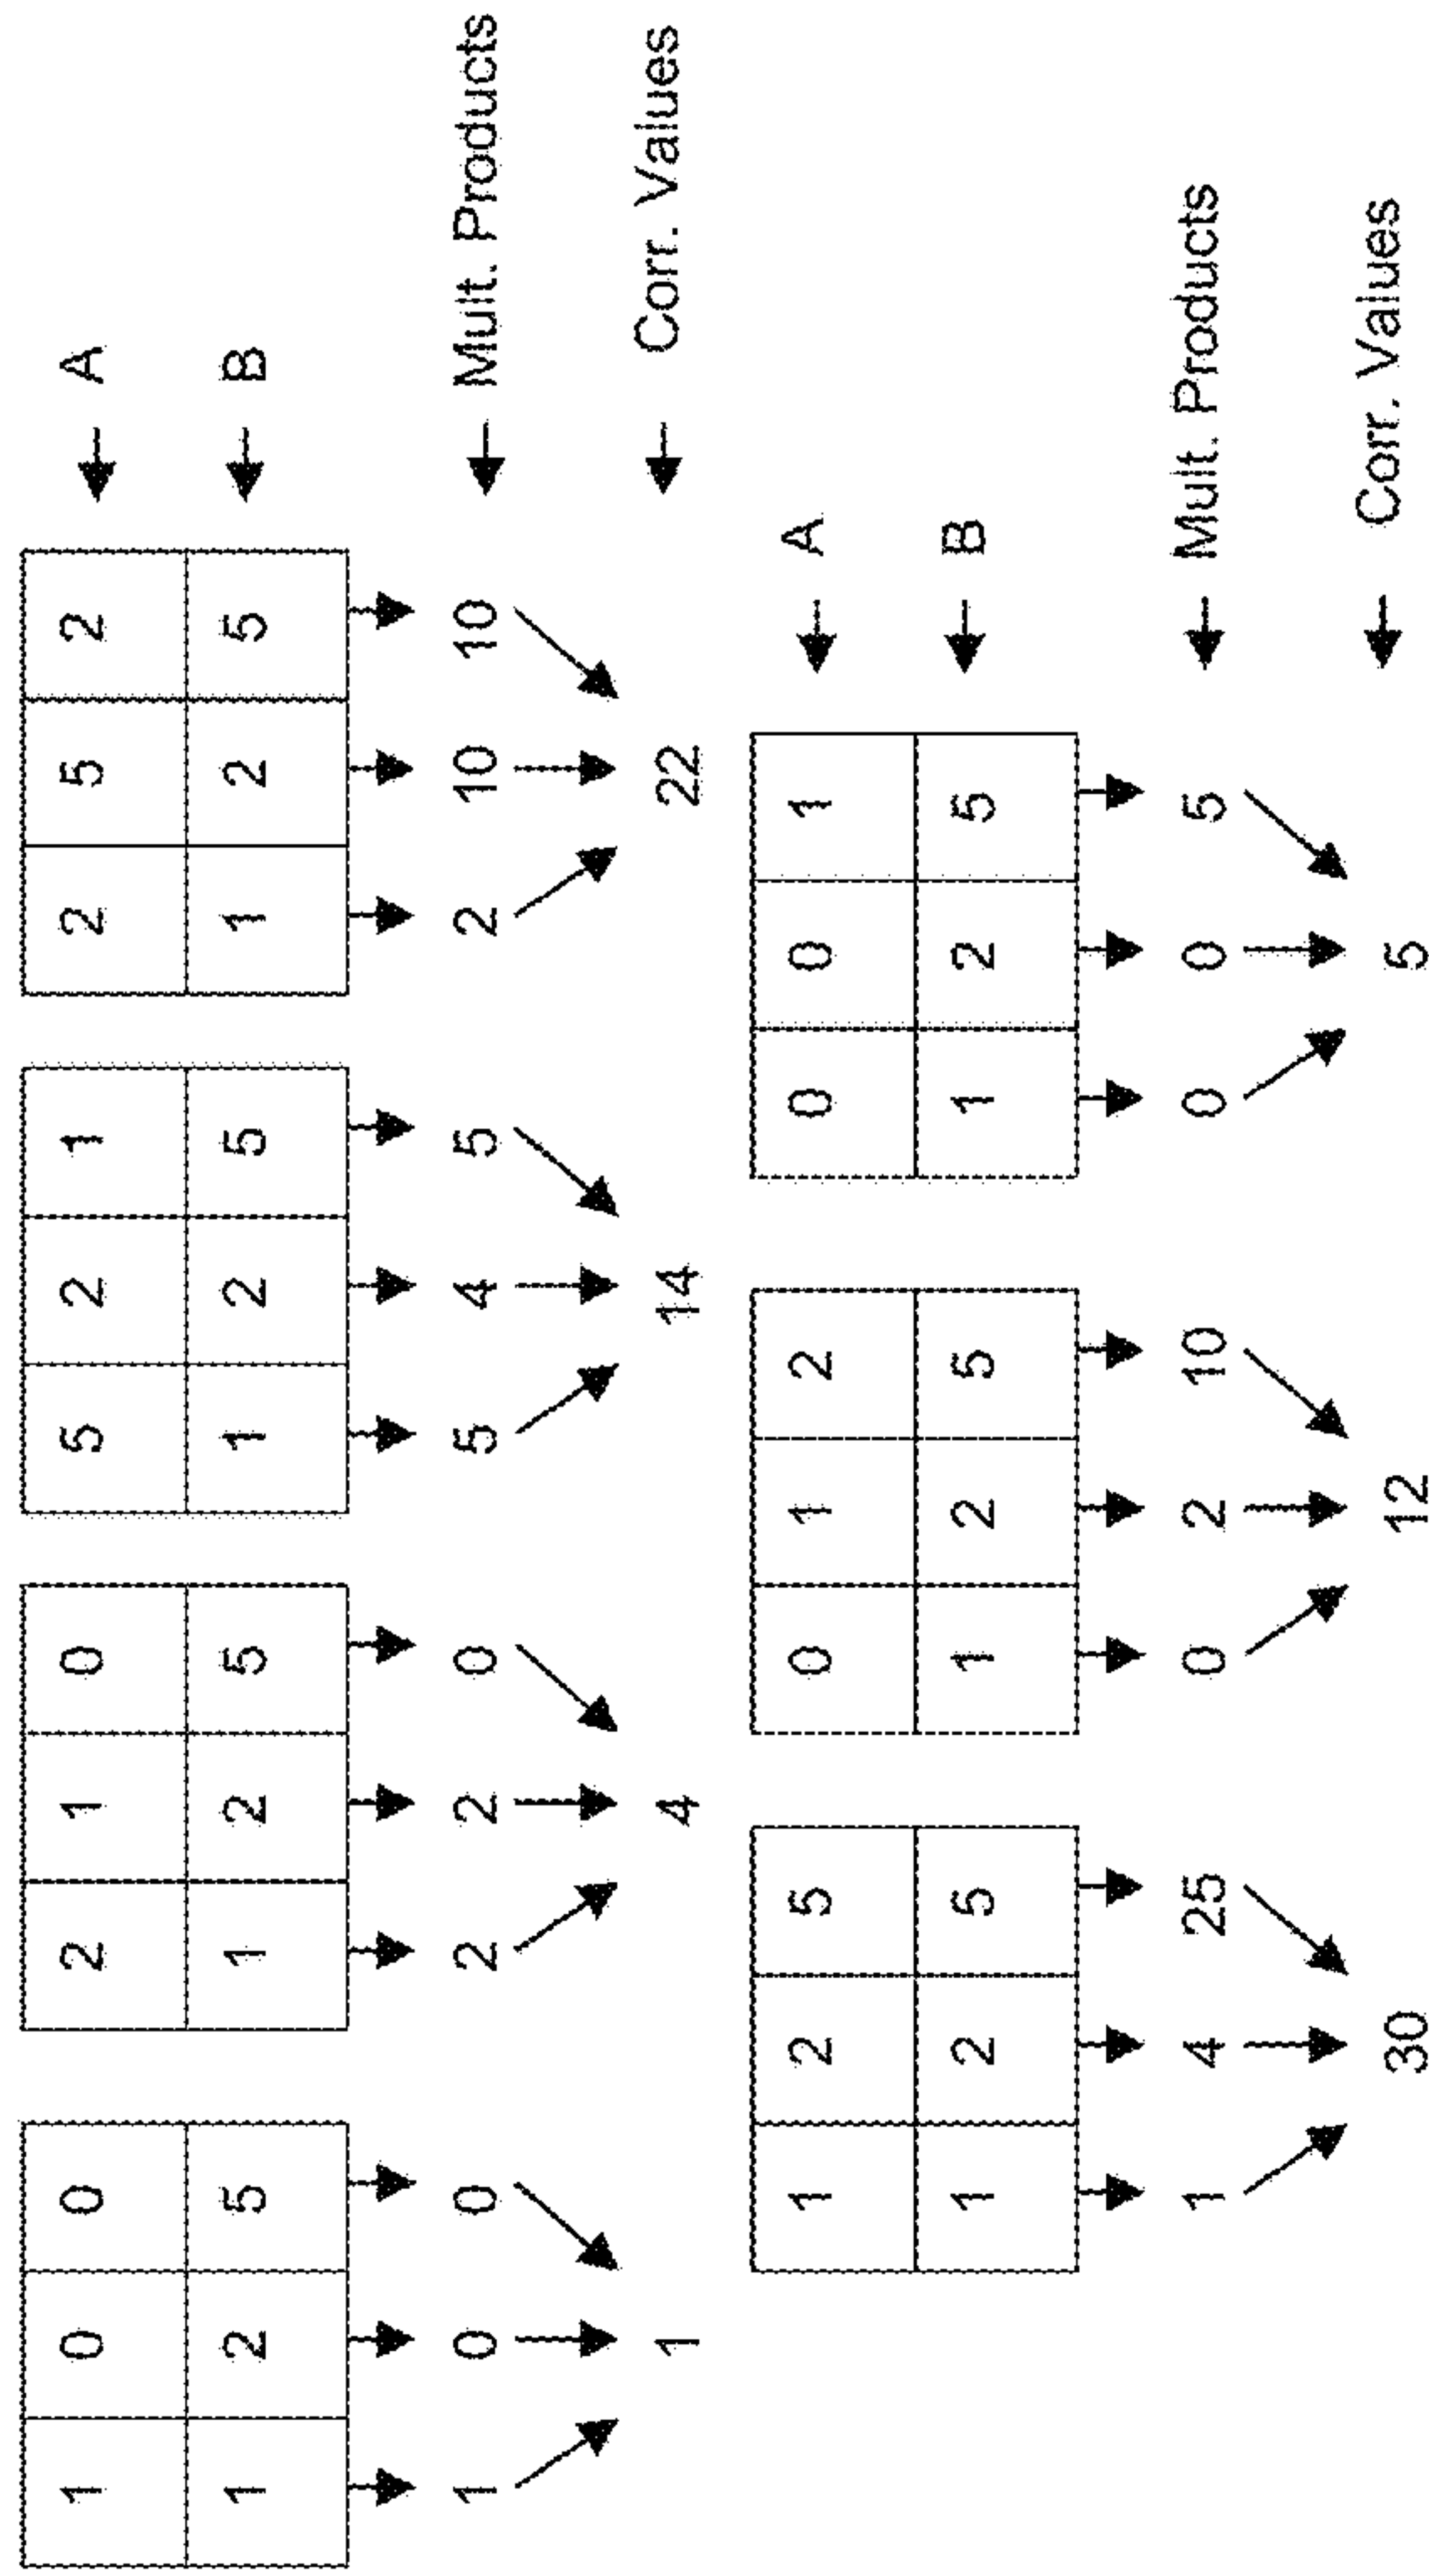 1 0 0 2 1 0 5 2 1 2 5 2 A
1 2 5 1 2 5 1 2 5 1 2 5 B
1 0 0 2 2 0 5 4 5 2 10 10 Mult. Products
1 4 14 22 Corr. Values
1 2 5 0 1 2 0 0 1 A
1 2 5 1 2 5 1 2 5 B
1 4 25 0 2 10 0 0 5 Mult. Products
30 12 5 Corr. Values